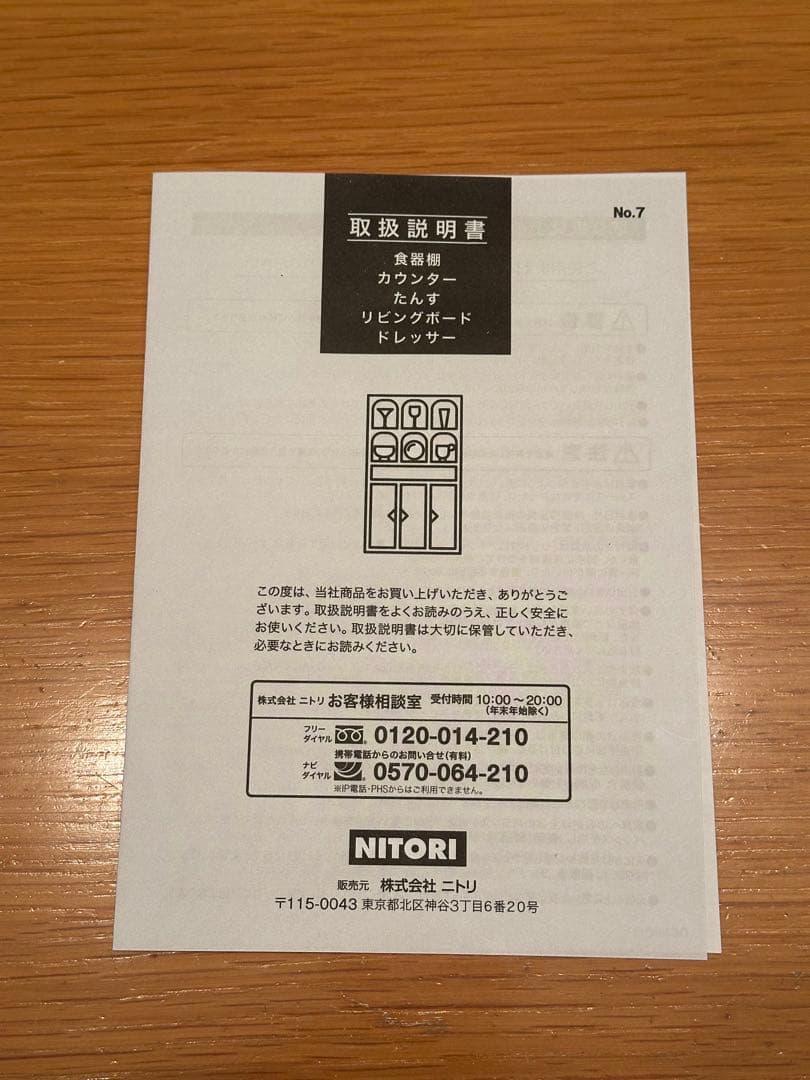 No.7
取扱説明書
食器棚
カウンター
たんす
リビングボード
ドレッサー
この度は、当社商品をお買い上げいただき、ありがとうご
ざいます。取扱説明書をよくお読みのうえ、正しく安全に
お使いください。取扱説明書は大切に保管していただき、
必要なときにお読みください。
株式会社 ニトリ お客様相談室 受付時間 10:00～20:00
(年末年始除く)
フリー
ダイヤル 0120-014-210
携帯電話からのお問い合せ(有料)
ナビ
ダイヤル 0570-064-210
※IP電話・PHSからはご利用できません。
NITORI
販売元 株式会社 ニトリ
〒115-0043 東京都北区神谷3丁目6番20号